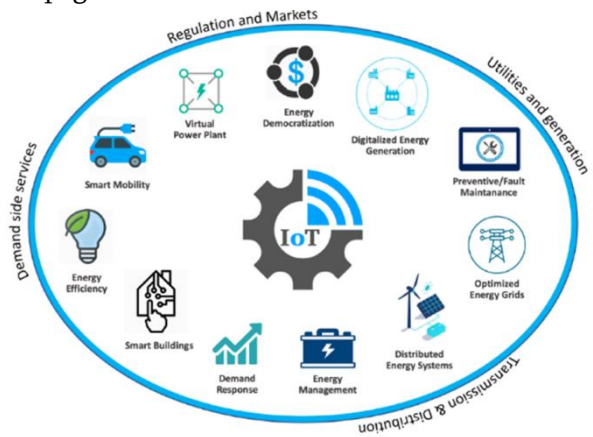 Regulation and Markets
Utilities and generation
Demand side services
Transmission & Distribution
Virtual
Power Plant
Energy
Democratization
Digitalized Energy
Generation
Smart Mobility
Preventive/Fault
Maintanance
IoT
Energy
Efficiency
Optimized
Energy Grids
Smart Buildings
Distributed
Energy Systems
Demand
Response
Energy
Management